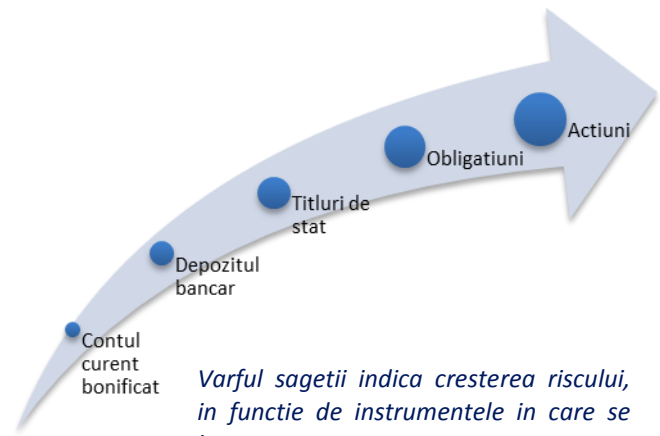 Actiuni
Obligatiuni
Titluri de
stat
Depozitul
bancar
Contul
curent
bonificat
Varful sagetii indica cresterea riscului,
in functie de instrumentele in care se